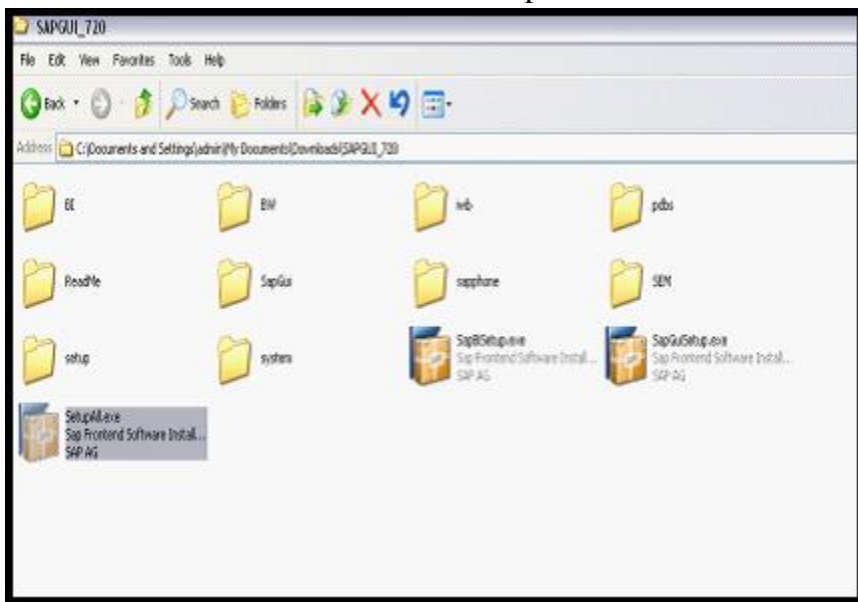 SAPGUI_720
File Edit View Favorites Tools Help
Back Search Folders
Address C:\Documents and Settings\admin\My Documents\Downloads\SAPGUI_720
BI BW iwb pdbs
ReadMe SapGui sapphone SEM
setup system SapBiSetup.exe SapGuiSetup.exe
Sap Frontend Software Install... Sap Frontend Software Install...
SAP AG SAP AG
SetupAll.exe
Sap Frontend Software Install...
SAP AG